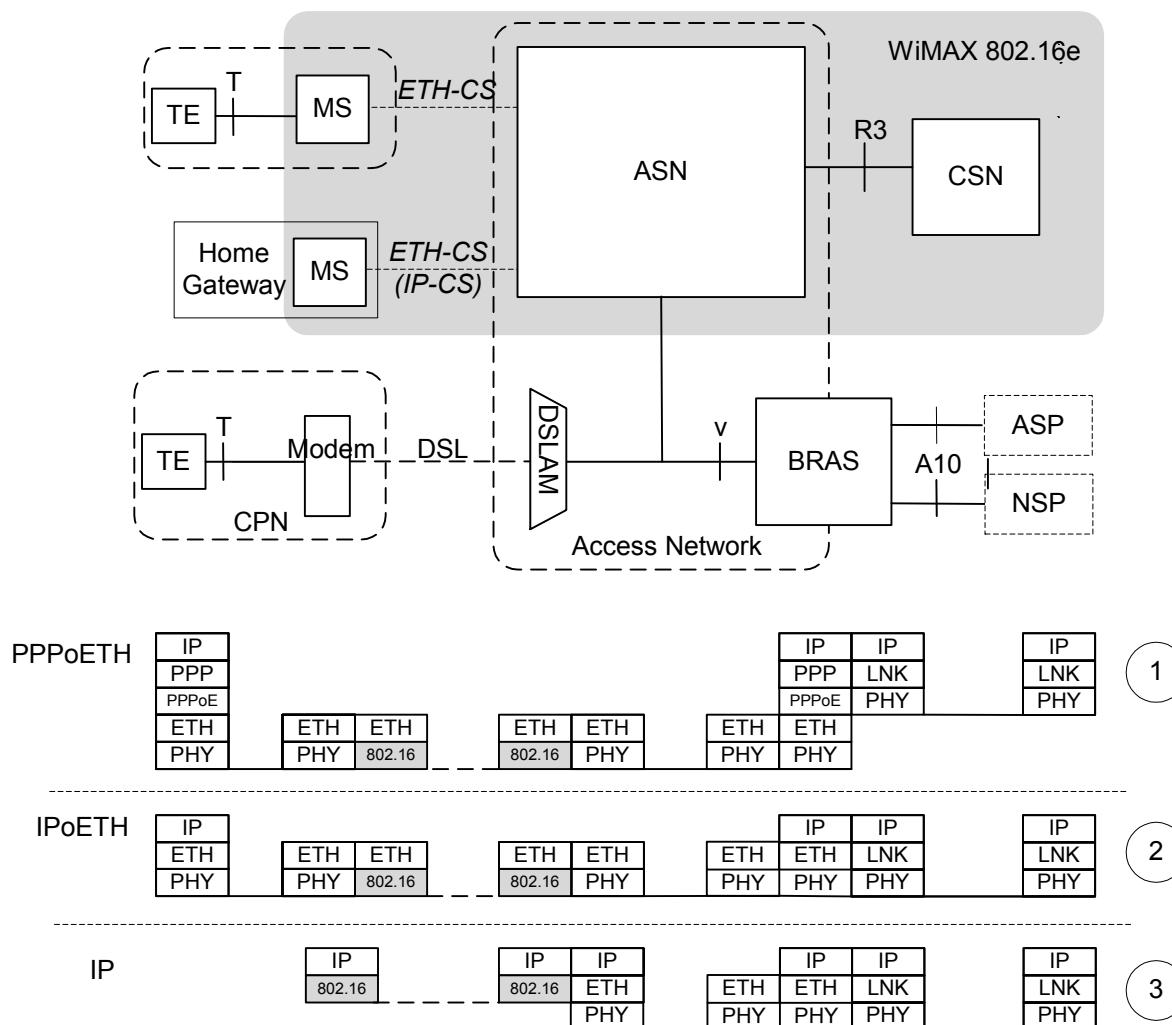 WiMAX 802.16e
T
TE
MS
ETH-CS
ASN
R3
CSN
Home
Gateway
MS
ETH-CS
(IP-CS)
T
TE
Modem
CPN
DSL
DSLAM
v
BRAS
A10
ASP
NSP
Access Network
PPPoETH
IP IP IP IP
PPP PPP LNK LNK
PPPoE PPPoE PHY PHY
ETH ETH ETH ETH ETH ETH ETH
PHY PHY 802.16 802.16 PHY PHY PHY
1
IPoETH
IP IP IP IP
ETH ETH ETH ETH ETH ETH ETH LNK LNK
PHY PHY 802.16 802.16 PHY PHY PHY PHY PHY
2
IP
IP IP IP IP IP IP
802.16 802.16 ETH ETH ETH LNK LNK
PHY PHY PHY PHY PHY
3